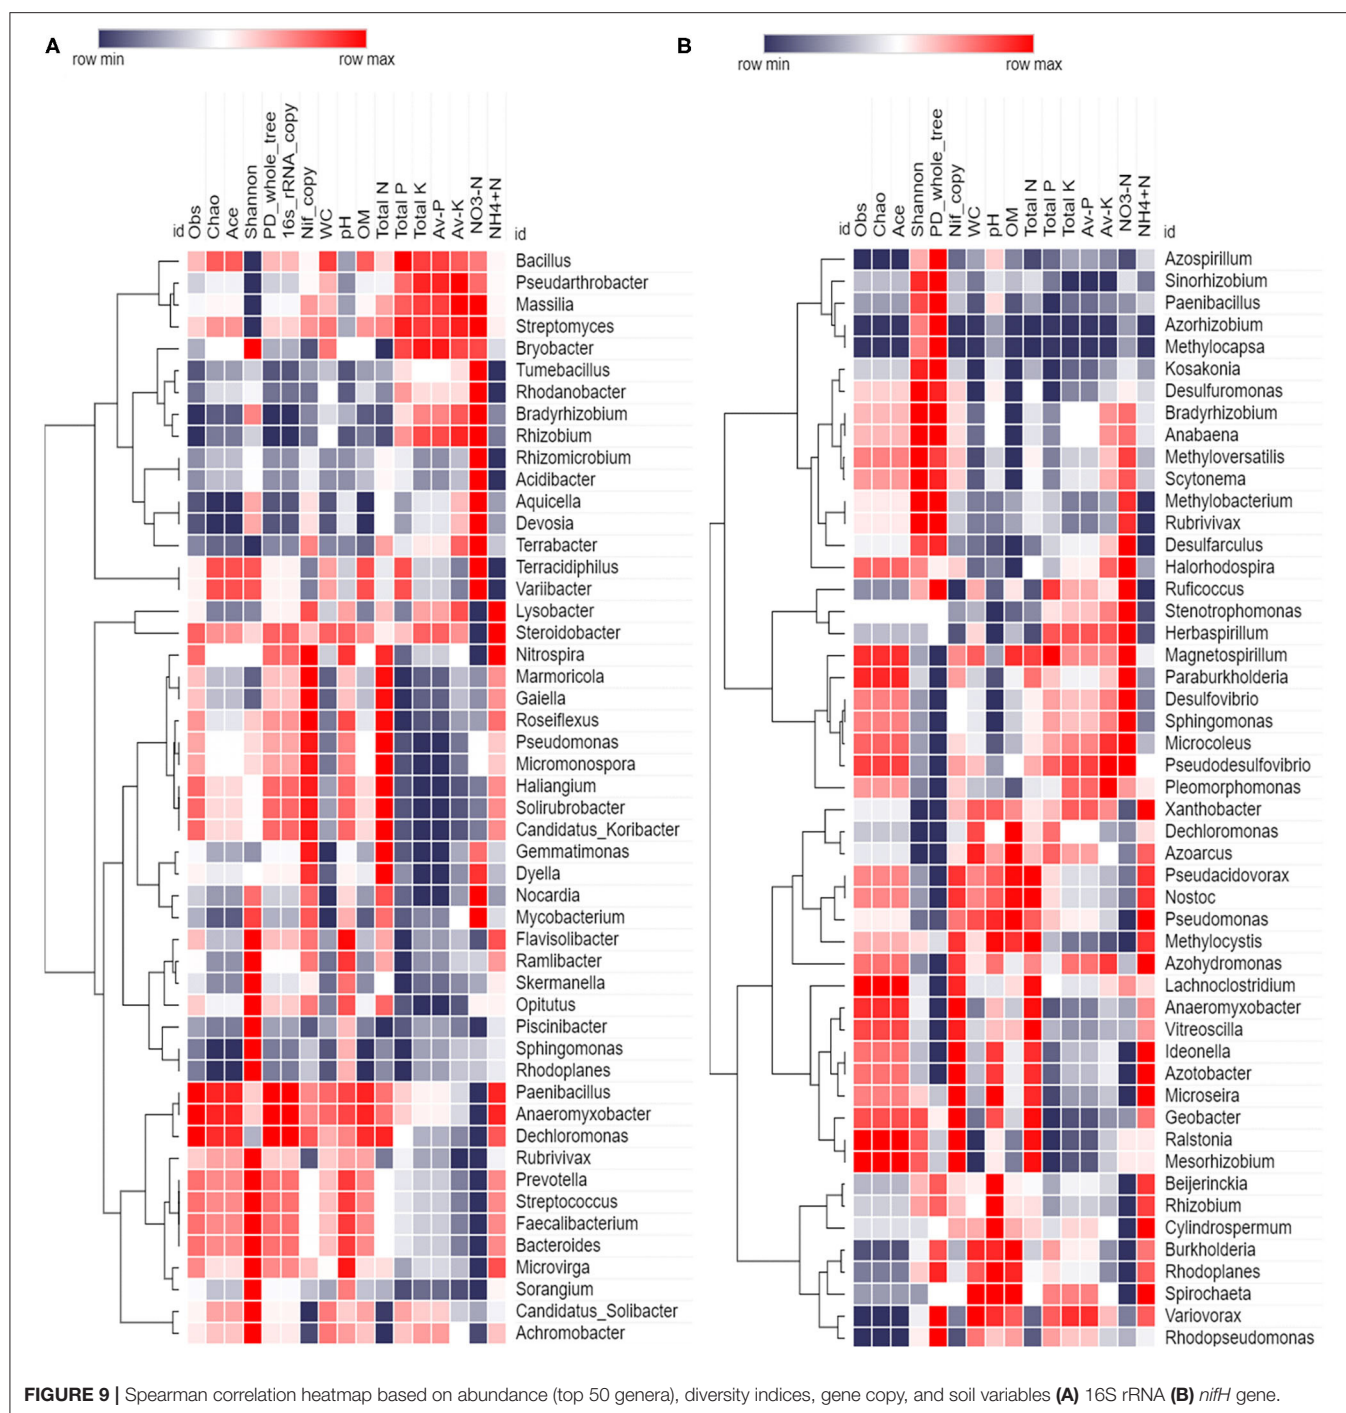 A
row min row max
id Obs Chao Ace Shannon PD_whole_tree 16s_rRNA_copy Nif_copy WC pH OM Total N Total P Total K Av-P Av-K NO3-N NH4+N id
Bacillus
Pseudarthrobacter
Massilia
Streptomyces
Bryobacter
Tumebacillus
Rhodanobacter
Bradyrhizobium
Rhizobium
Rhizomicrobium
Acidibacter
Aquicella
Devosia
Terrabacter
Terracidiphilus
Variibacter
Lysobacter
Steroidobacter
Nitrospira
Marmoricola
Gaiella
Roseiflexus
Pseudomonas
Micromonospora
Haliangium
Solirubrobacter
Candidatus_Koribacter
Gemmatimonas
Dyella
Nocardia
Mycobacterium
Flavisolibacter
Ramlibacter
Skermanella
Opitutus
Piscinibacter
Sphingomonas
Rhodoplanes
Paenibacillus
Anaeromyxobacter
Dechloromonas
Rubrivivax
Prevotella
Streptococcus
Faecalibacterium
Bacteroides
Microvirga
Sorangium
Candidatus_Solibacter
Achromobacter
B
row min row max
id Obs Chao Ace Shannon PD_whole_tree Nif_copy WC pH OM Total N Total P Total K Av-P Av-K NO3-N NH4+N id
Azospirillum
Sinorhizobium
Paenibacillus
Azorhizobium
Methylocapsa
Kosakonia
Desulfuromonas
Bradyrhizobium
Anabaena
Methyloversatilis
Scytonema
Methylobacterium
Rubrivivax
Desulfarculus
Halorhodospira
Ruficoccus
Stenotrophomonas
Herbaspirillum
Magnetospirillum
Paraburkholderia
Desulfovibrio
Sphingomonas
Microcoleus
Pseudodesulfovibrio
Pleomorphomonas
Xanthobacter
Dechloromonas
Azoarcus
Pseudacidovorax
Nostoc
Pseudomonas
Methylocystis
Azohydromonas
Lachnoclostridium
Anaeromyxobacter
Vitreoscilla
Ideonella
Azotobacter
Microseira
Geobacter
Ralstonia
Mesorhizobium
Beijerinckia
Rhizobium
Cylindrospermum
Burkholderia
Rhodoplanes
Spirochaeta
Variovorax
Rhodopseudomonas
FIGURE 9 | Spearman correlation heatmap based on abundance (top 50 genera), diversity indices, gene copy, and soil variables (A) 16S rRNA (B) nifH gene.